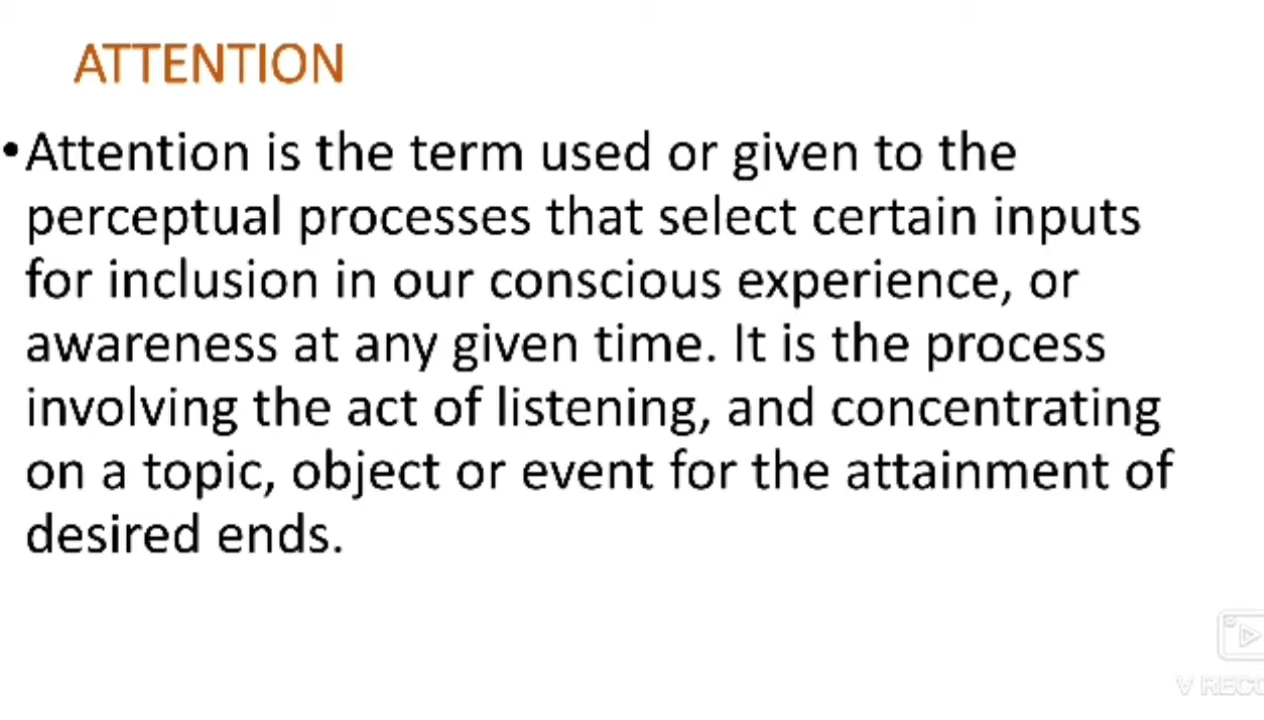 ATTENTION
•Attention is the term used or given to the
perceptual processes that select certain inputs
for inclusion in our conscious experience, or
awareness at any given time. It is the process
involving the act of listening, and concentrating
on a topic, object or event for the attainment of
desired ends.
V RECO